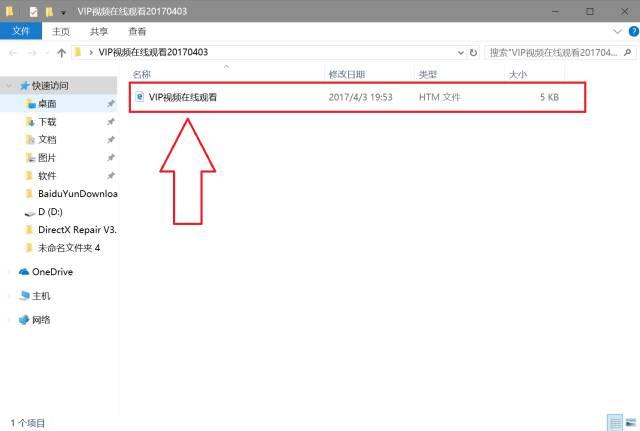 VIP视频在线观看20170403
文件
主页
共享
查看
VIP视频在线观看20170403
搜索"VIP视频在线观看201704...
名称 修改日期 类型 大小
VIP视频在线观看 2017/4/3 19:53 HTM 文件 5 KB
快速访问
桌面
下载
文档
图片
软件
BaiduYunDownloa
D (D:)
DirectX Repair V3.
未命名文件夹 4
OneDrive
主机
网络
1 个项目